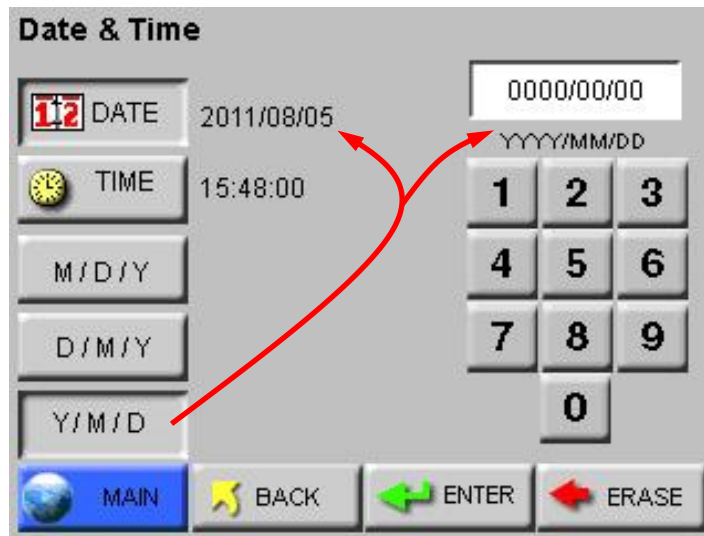 Date & Time
12 DATE
2011/08/05
0000/00/00
YYYY/MM/DD
TIME
15:48:00
1 2 3
M/D/Y
4 5 6
D/M/Y
7 8 9
Y/M/D
0
MAIN
BACK
ENTER
ERASE